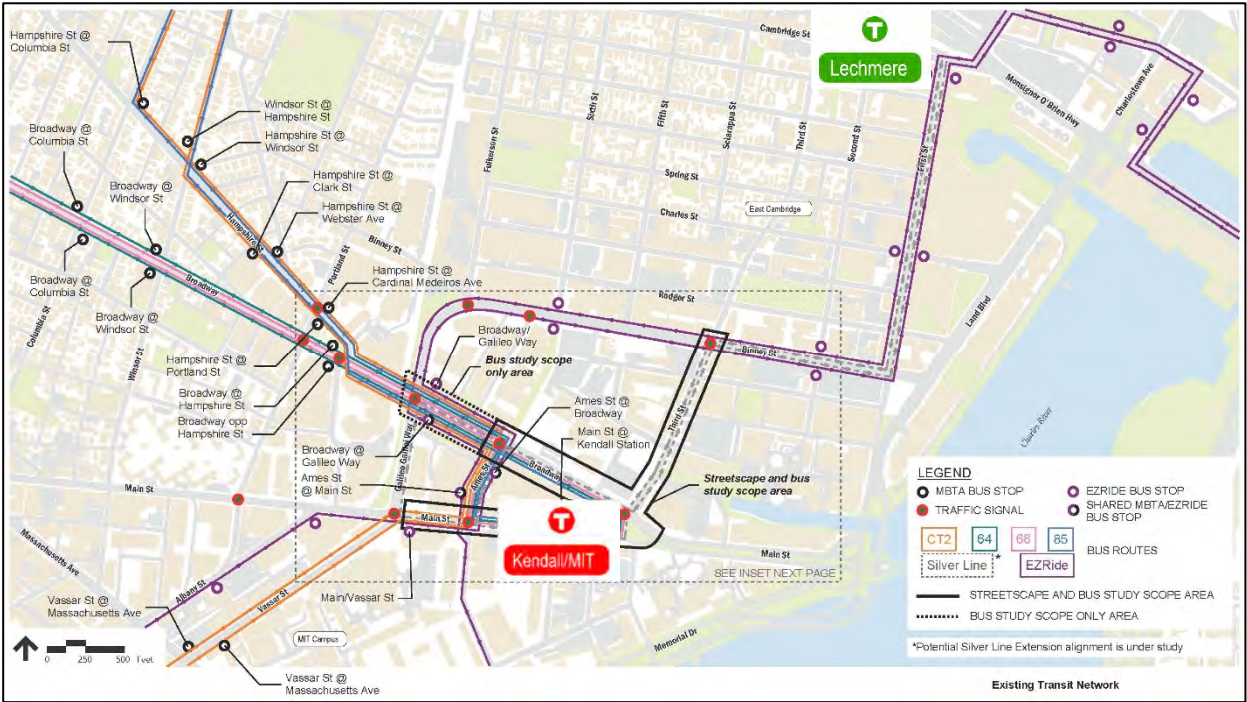 Hampshire St @
Columbia St
Windsor St @
Hampshire St
Hampshire St @
Windsor St
Broadway @
Columbia St
Broadway @
Windsor St
Hampshire St @
Clark St
Hampshire St @
Webster Ave
Hampshire St @
Cardinal Medeiros Ave
Broadway @
Columbia St
Broadway @
Windsor St
Hampshire St @
Portland St
Broadway @
Hampshire St
Broadway opp
Hampshire St
Broadway/
Galileo Way
Bus study scope
only area
Ames St @
Broadway
Main St @
Kendall Station
Broadway @
Galileo Way
Ames St
@ Main St
Streetscape and bus
study scope area
Main/Vassar St
Vassar St @
Massachusetts Ave
Vassar St @
Massachusetts Ave
T
Lechmere
T
Kendall/MIT
Cambridge St
Sixth St
Fifth St
Sciarappa St
Third St
Second St
First St
Fulkerson St
Spring St
Charles St
East Cambridge
Monsignor O'Brien Hwy
Charlestown Ave
Land Blvd
Charles River
Hampshire St
Portland St
Binney St
Broadway
Columbia St
Winsor St
Rodgor St
Binney St
Third St
Galileo Galilei Way
Ames St
Broadway
Main St
Main St
Main St
Massachusetts Ave
Albany St
Vassar St
MIT Campus
Memorial Dr
SEE INSET NEXT PAGE
0 250 500 Feet
LEGEND
MBTA BUS STOP
EZRIDE BUS STOP
TRAFFIC SIGNAL
SHARED MBTA/EZRIDE
BUS STOP
CT2 64 68 85
BUS ROUTES
Silver Line * EZRide
STREETSCAPE AND BUS STUDY SCOPE AREA
BUS STUDY SCOPE ONLY AREA
*Potential Silver Line Extension alignment is under study
Existing Transit Network